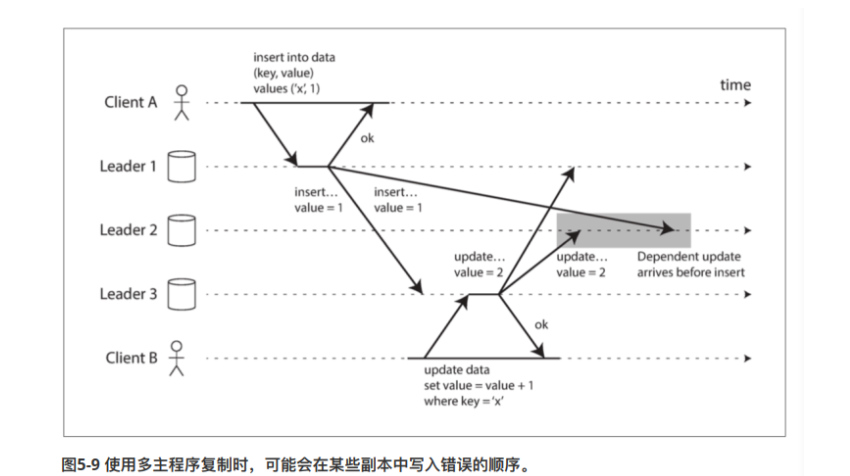 insert into data
(key, value)
values (‘x’, 1)
time
Client A
ok
Leader 1
insert...
value = 1
insert...
value = 1
Leader 2
update...
value = 2
update...
value = 2
Dependent update
arrives before insert
Leader 3
ok
Client B
update data
set value = value + 1
where key = ‘x’
图5-9 使用多主程序复制时，可能会在某些副本中写入错误的顺序。